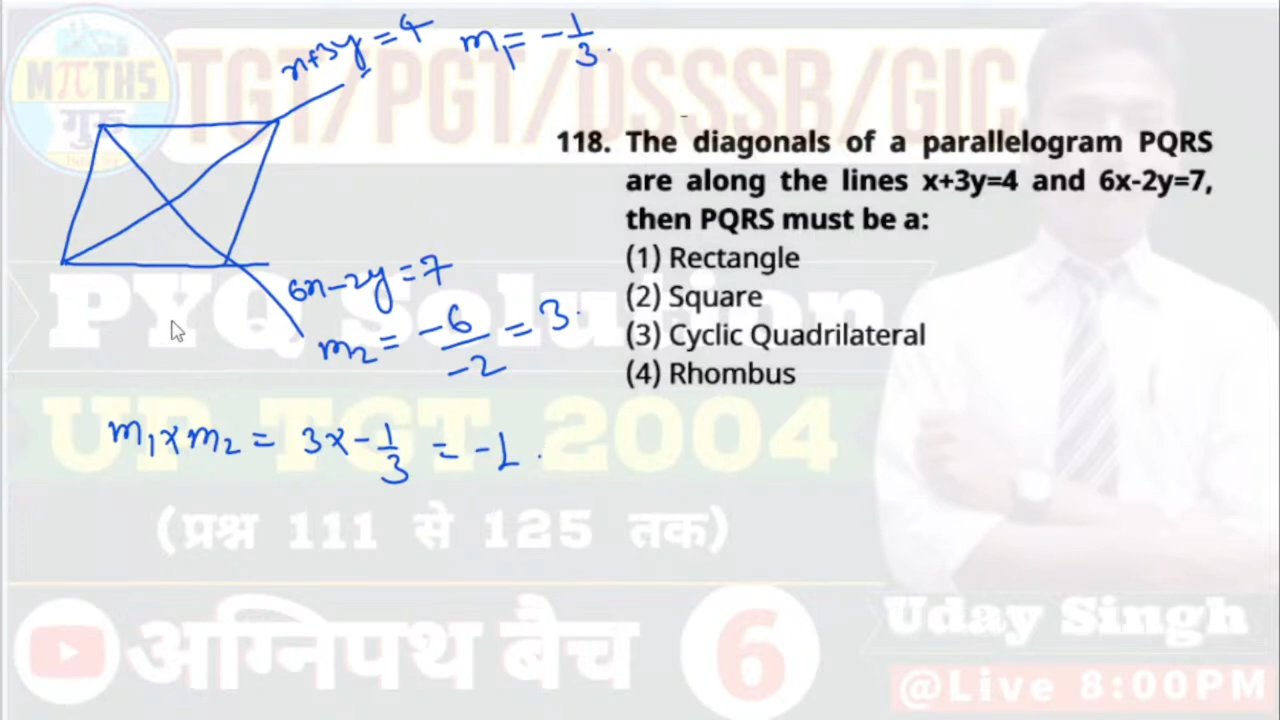 x+3y=4 m₁=-1/3.
MπTHS
गुरु
TGT/PGT/DSSSB/GIC
118. The diagonals of a parallelogram PQRS
are along the lines x+3y=4 and 6x-2y=7,
then PQRS must be a:
(1) Rectangle
(2) Square
(3) Cyclic Quadrilateral
(4) Rhombus
6x-2y=7
m₂ = -6/-2 = 3.
m₁×m₂ = 3×-1/3 = -1.
PYQ Solution
UP TGT 2004
(प्रश्न 111 से 125 तक)
अग्निपथ बैच 6
Uday Singh
@Live 8:00PM